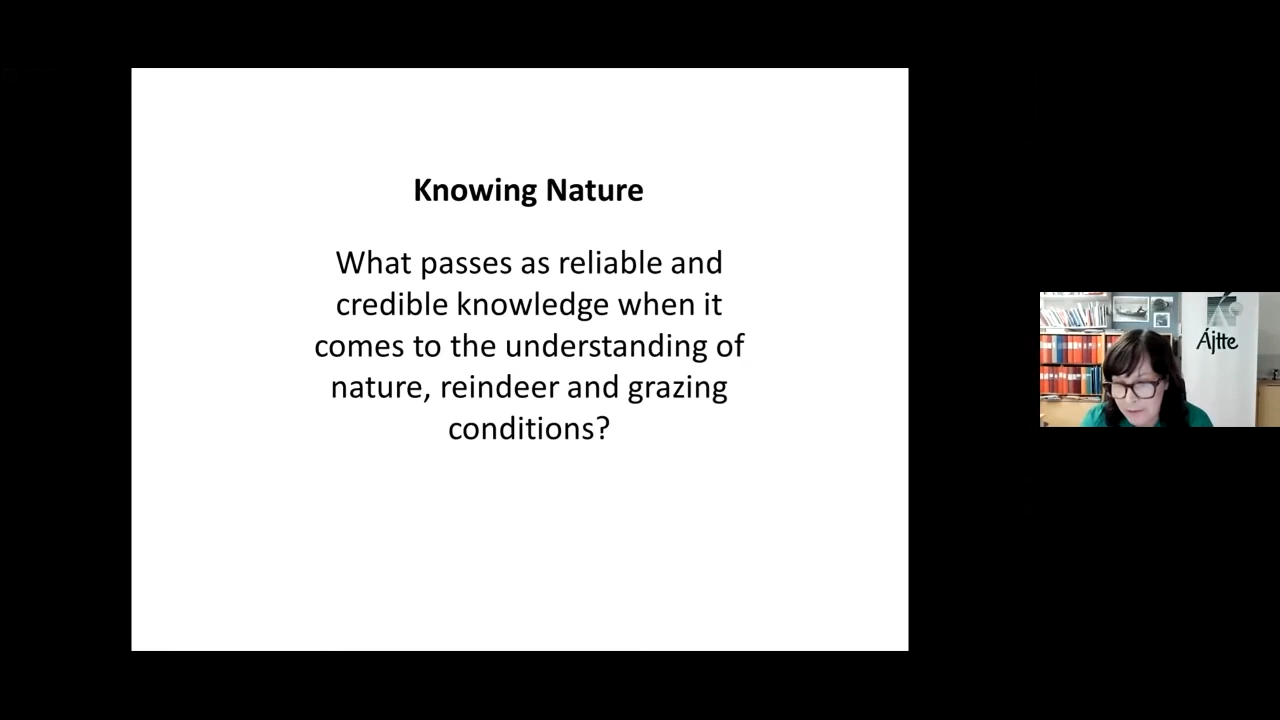 Knowing Nature
What passes as reliable and
credible knowledge when it
comes to the understanding of
nature, reindeer and grazing
conditions?
Ájtte